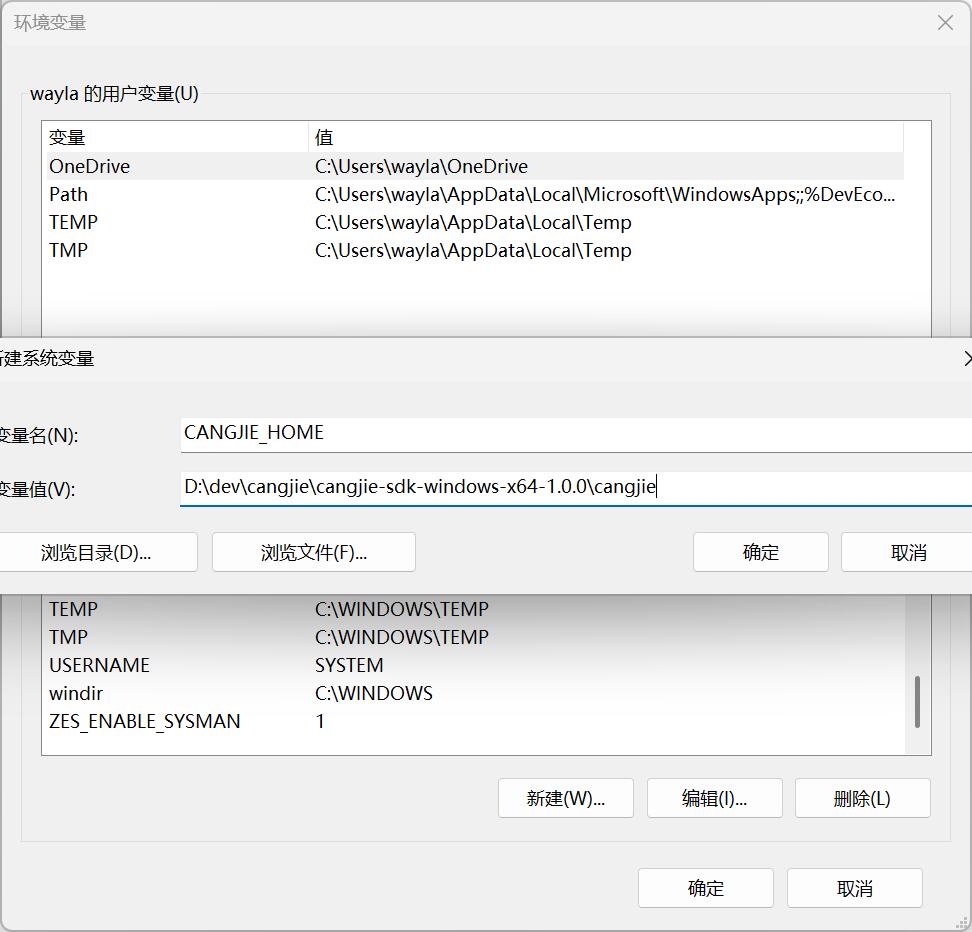 环境变量
wayla 的用户变量(U)
变量 值
OneDrive C:\Users\wayla\OneDrive
Path C:\Users\wayla\AppData\Local\Microsoft\WindowsApps;;%DevEco...
TEMP C:\Users\wayla\AppData\Local\Temp
TMP C:\Users\wayla\AppData\Local\Temp
新建系统变量
变量名(N): CANGJIE_HOME
变量值(V): D:\dev\cangjie\cangjie-sdk-windows-x64-1.0.0\cangjie
浏览目录(D)... 浏览文件(F)... 确定 取消
TEMP C:\WINDOWS\TEMP
TMP C:\WINDOWS\TEMP
USERNAME SYSTEM
windir C:\WINDOWS
ZES_ENABLE_SYSMAN 1
新建(W)... 编辑(I)... 删除(L)
确定 取消